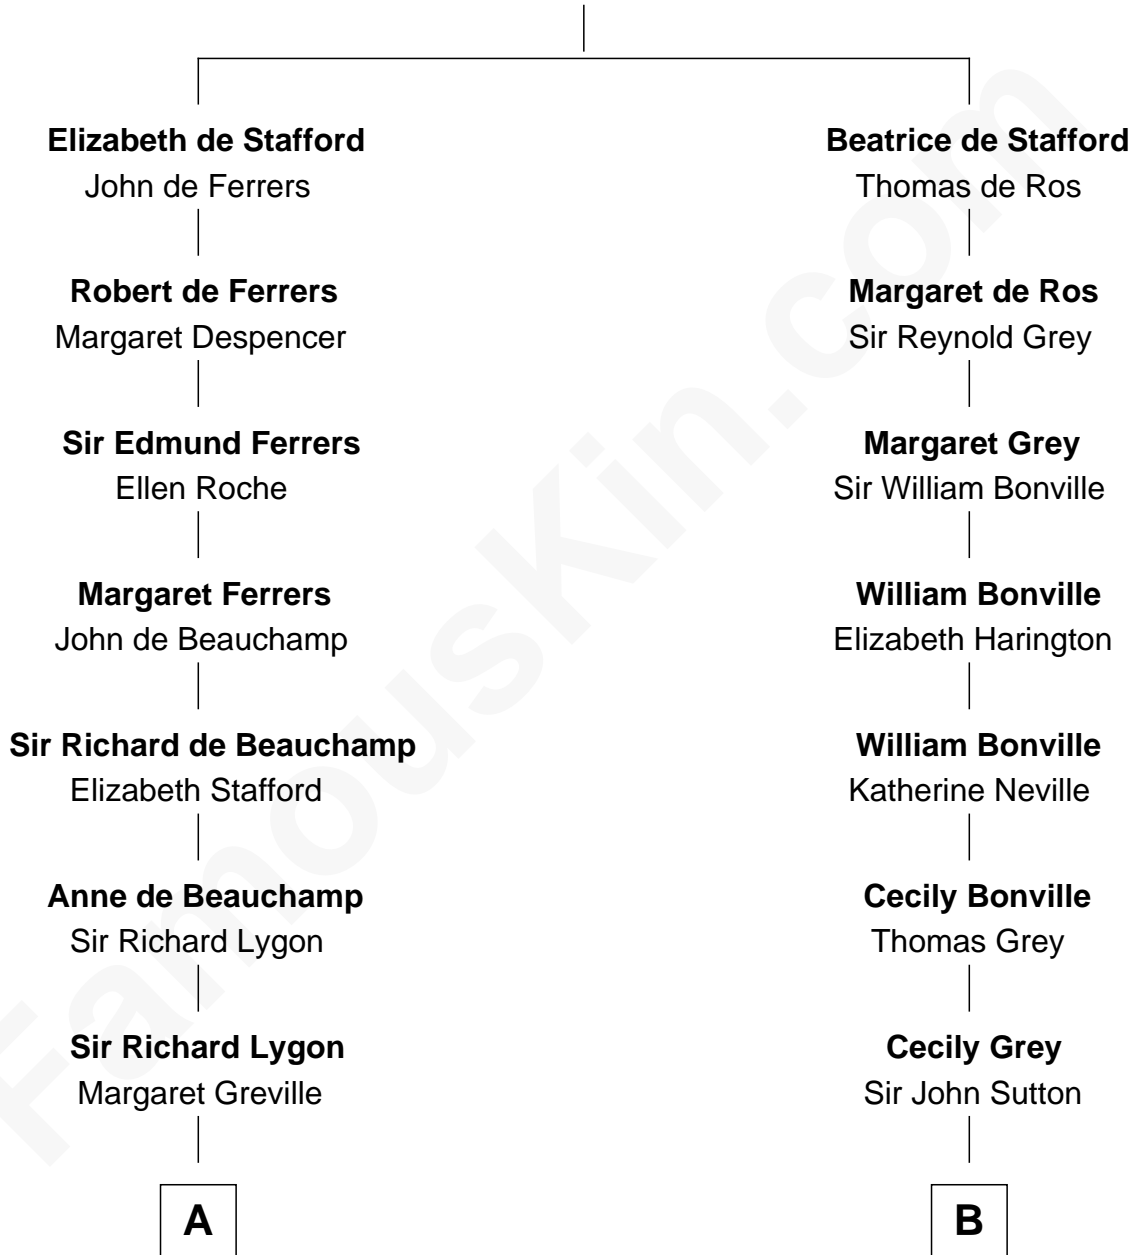 Elizabeth de Stafford
John de Ferrers
Robert de Ferrers
Margaret Despencer
Sir Edmund Ferrers
Ellen Roche
Margaret Ferrers
John de Beauchamp
Sir Richard de Beauchamp
Elizabeth Stafford
Anne de Beauchamp
Sir Richard Lygon
Sir Richard Lygon
Margaret Greville
A
Beatrice de Stafford
Thomas de Ros
Margaret de Ros
Sir Reynold Grey
Margaret Grey
Sir William Bonville
William Bonville
Elizabeth Harington
William Bonville
Katherine Neville
Cecily Bonville
Thomas Grey
Cecily Grey
Sir John Sutton
B
FamousKin.com